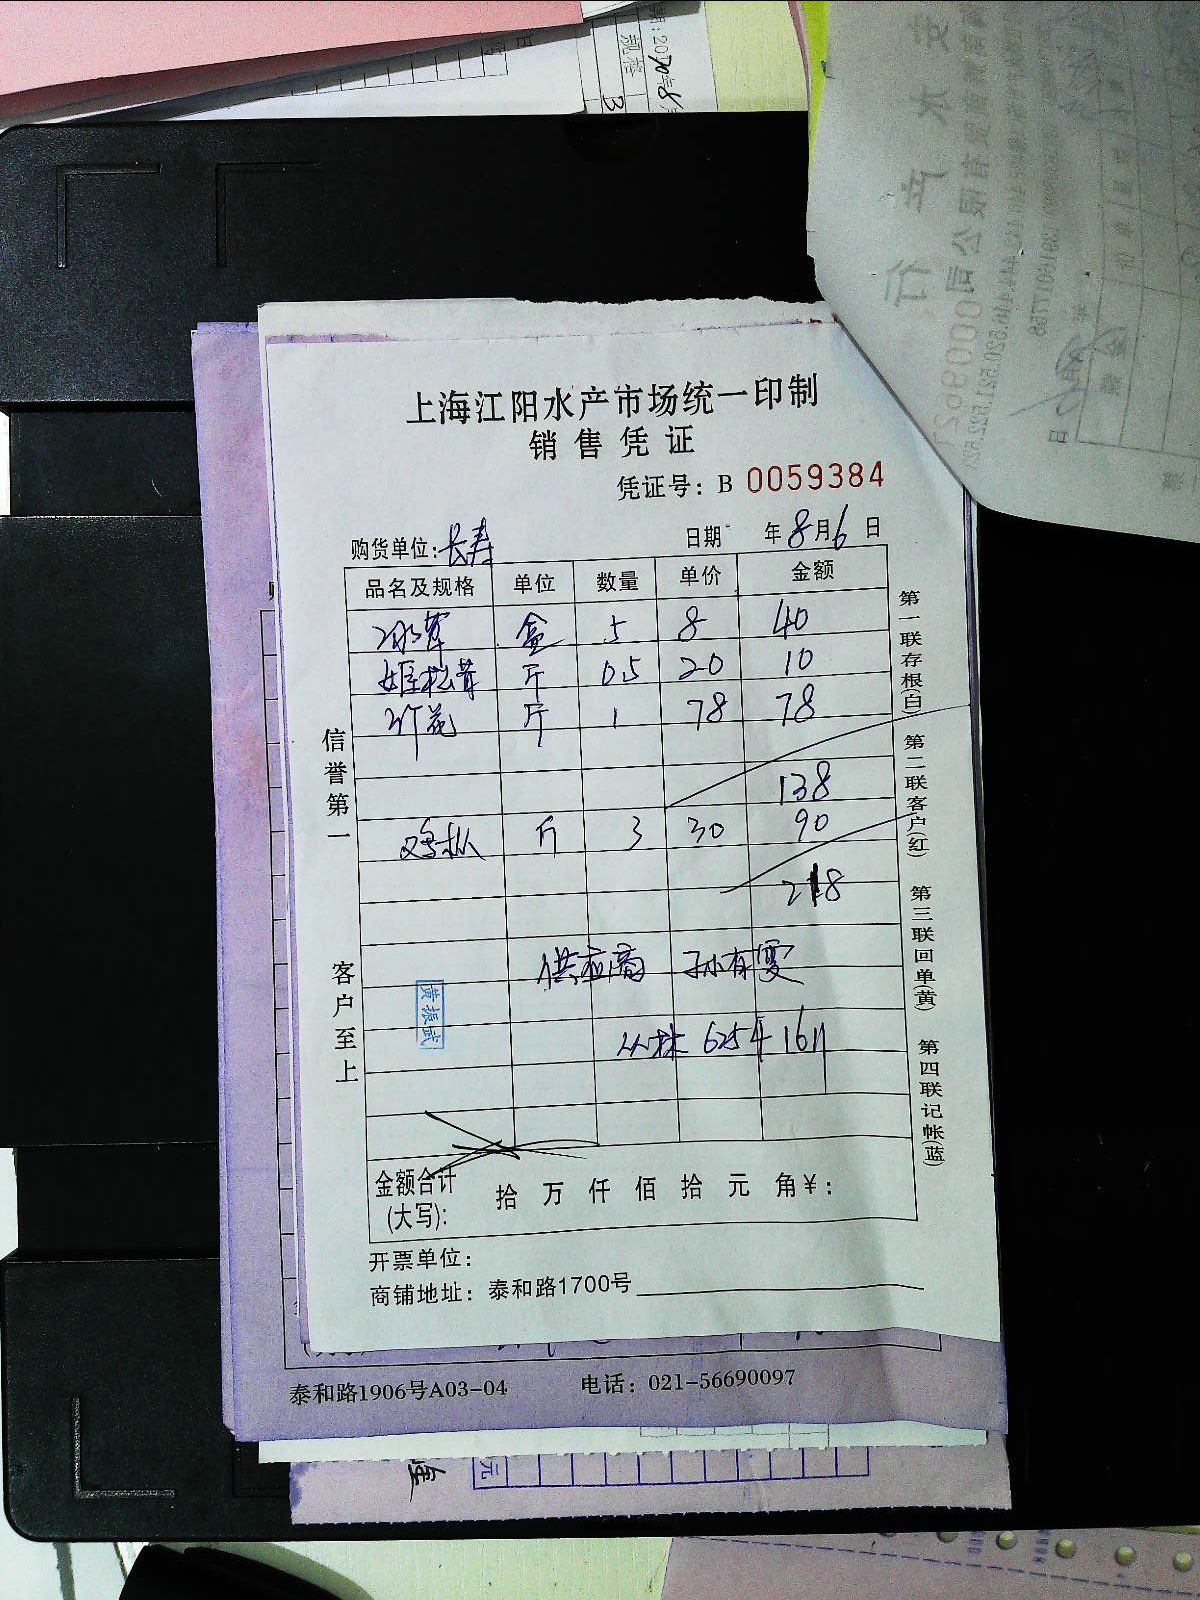 上海江阳水产市场统一印制
销售凭证
凭证号：B 0059384
购货单位：长寿 日期 年8月6日
品名及规格 单位 数量 单价 金额
冰草 盒 5 8 40
姬松茸 斤 0.5 20 10
竹荪 斤 1 78 78
138
鸡枞 斤 3 30 90
218
供应商 孙有雯
黄振武
金额合计(大写)： 拾 万 仟 佰 拾 元 角￥：
开票单位：
商铺地址：泰和路1700号
信誉第一
客户至上
第一联存根(白) 第二联客户(红) 第三联回单(黄) 第四联记帐(蓝)
泰和路1906号A03-04 电话：021-56690097
元